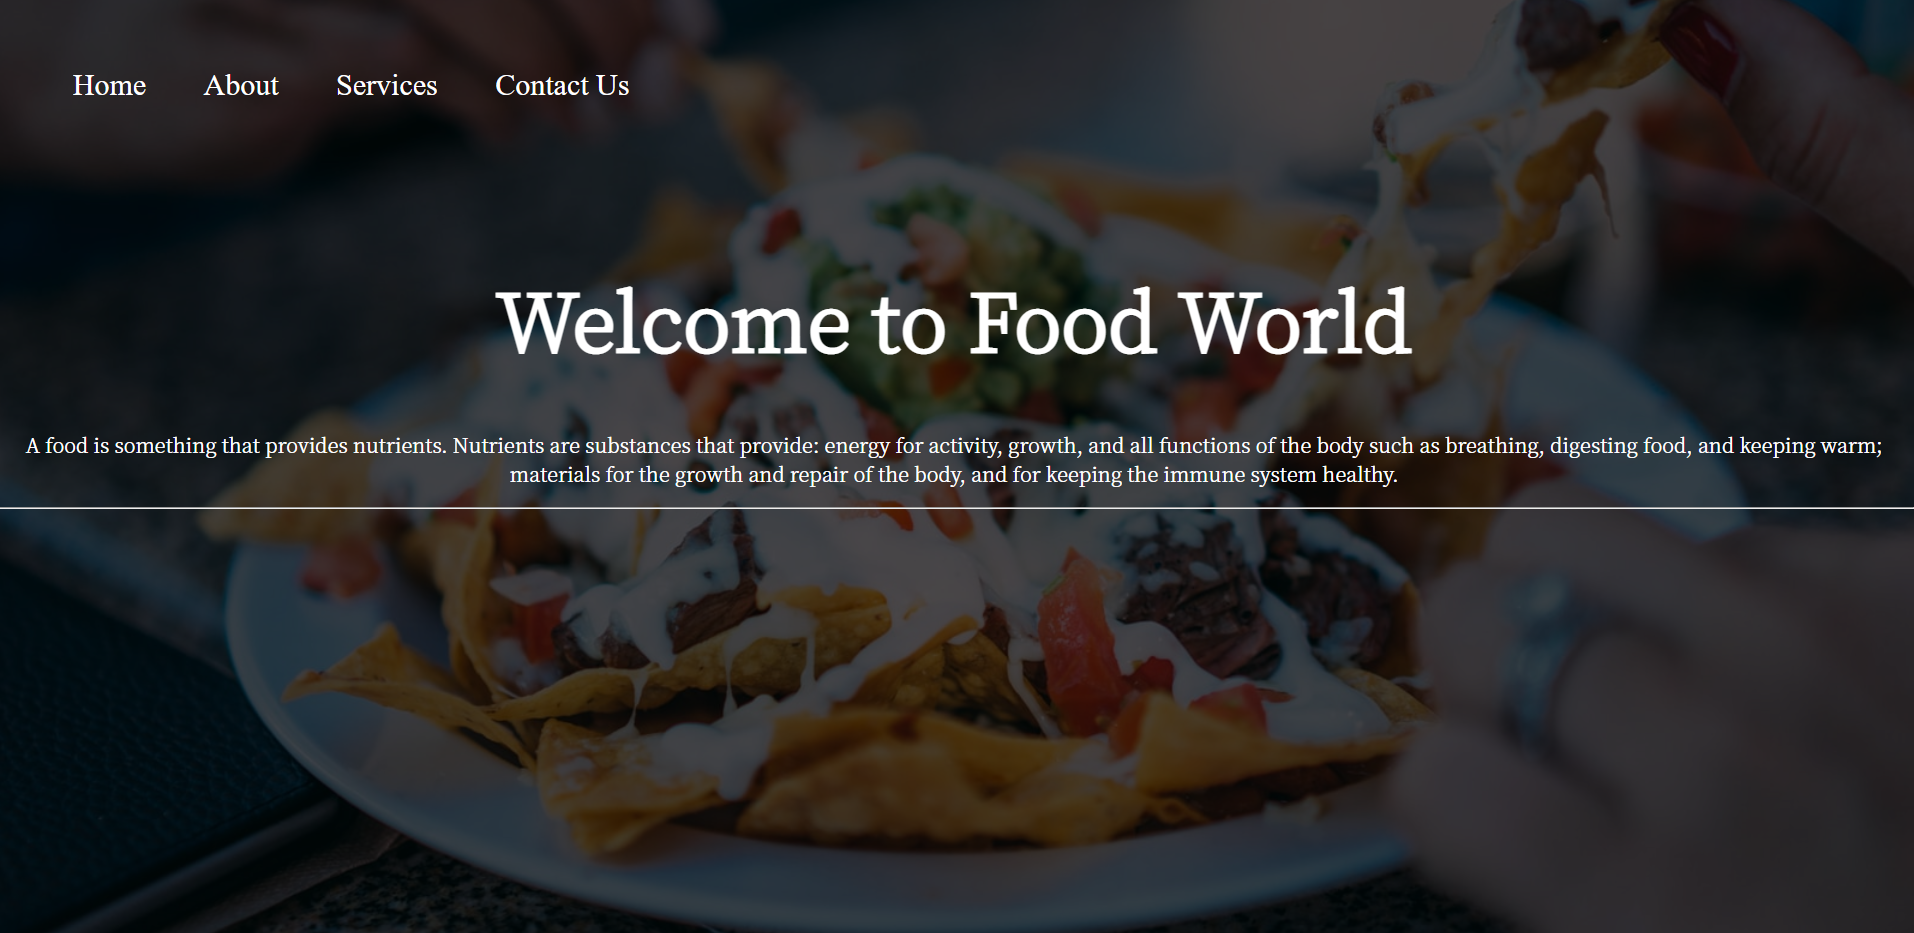 Home About Services Contact Us
Welcome to Food World
A food is something that provides nutrients. Nutrients are substances that provide: energy for activity, growth, and all functions of the body such as breathing, digesting food, and keeping warm;
materials for the growth and repair of the body, and for keeping the immune system healthy.